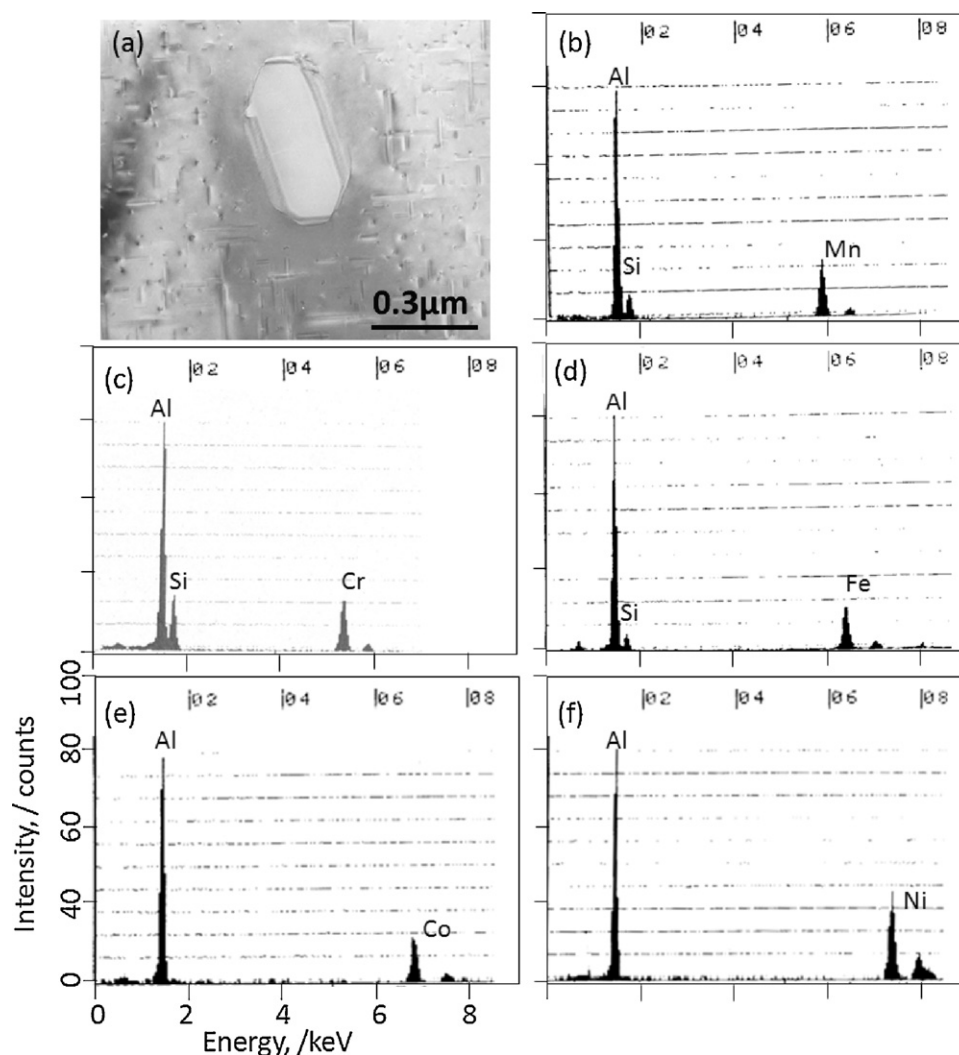 (a)
0.3µm
(b) |02 |04 |06 |08
Al
Si
Mn
(c) |02 |04 |06 |08
Al
Si
Cr
(d) |02 |04 |06 |08
Al
Si
Fe
(e) |02 |04 |06 |08
Al
Co
100
80
60
40
0
Intensity, / counts
0 2 4 6 8
Energy, /keV
(f) |02 |04 |06 |08
Al
Ni